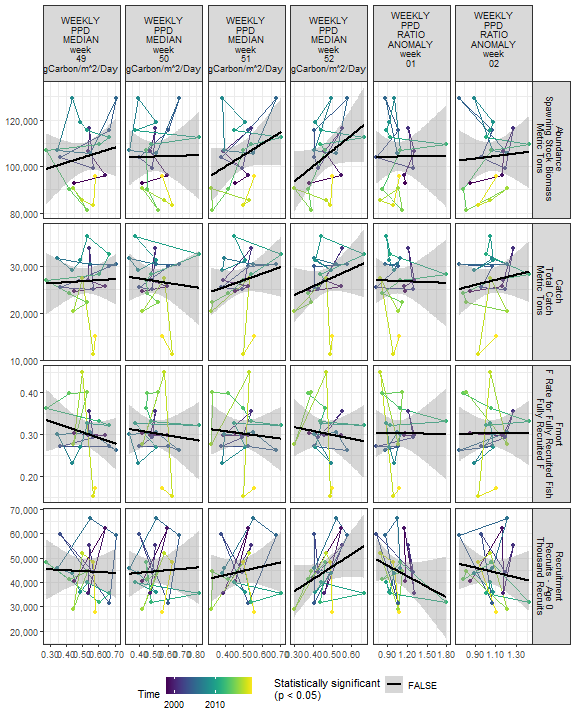 WEEKLY
PPD
MEDIAN
week
49
gCarbon/m^2/Day
WEEKLY
PPD
MEDIAN
week
50
gCarbon/m^2/Day
WEEKLY
PPD
MEDIAN
week
51
gCarbon/m^2/Day
WEEKLY
PPD
MEDIAN
week
52
gCarbon/m^2/Day
WEEKLY
PPD
RATIO
ANOMALY
week
01
WEEKLY
PPD
RATIO
ANOMALY
week
02
120,000
100,000
80,000
Abundance
Spawning Stock Biomass
Metric Tons
30,000
20,000
10,000
Catch
Total Catch
Metric Tons
0.40
0.30
0.20
Fmort
F Rate for Fully Recruited Fish
Fully Recruited F
70,000
60,000
50,000
40,000
30,000
20,000
Recruitment
Recruits - Age 0
Thousand Recruits
0.30 0.40 0.50 0.60 0.70
0.40 0.50 0.60 0.70 0.80
0.30 0.40 0.50 0.60 0.70
0.30 0.40 0.50 0.60
0.90 1.20 1.50 1.80
0.90 1.10 1.30
Time
2000 2010
Statistically significant
(p < 0.05)
FALSE